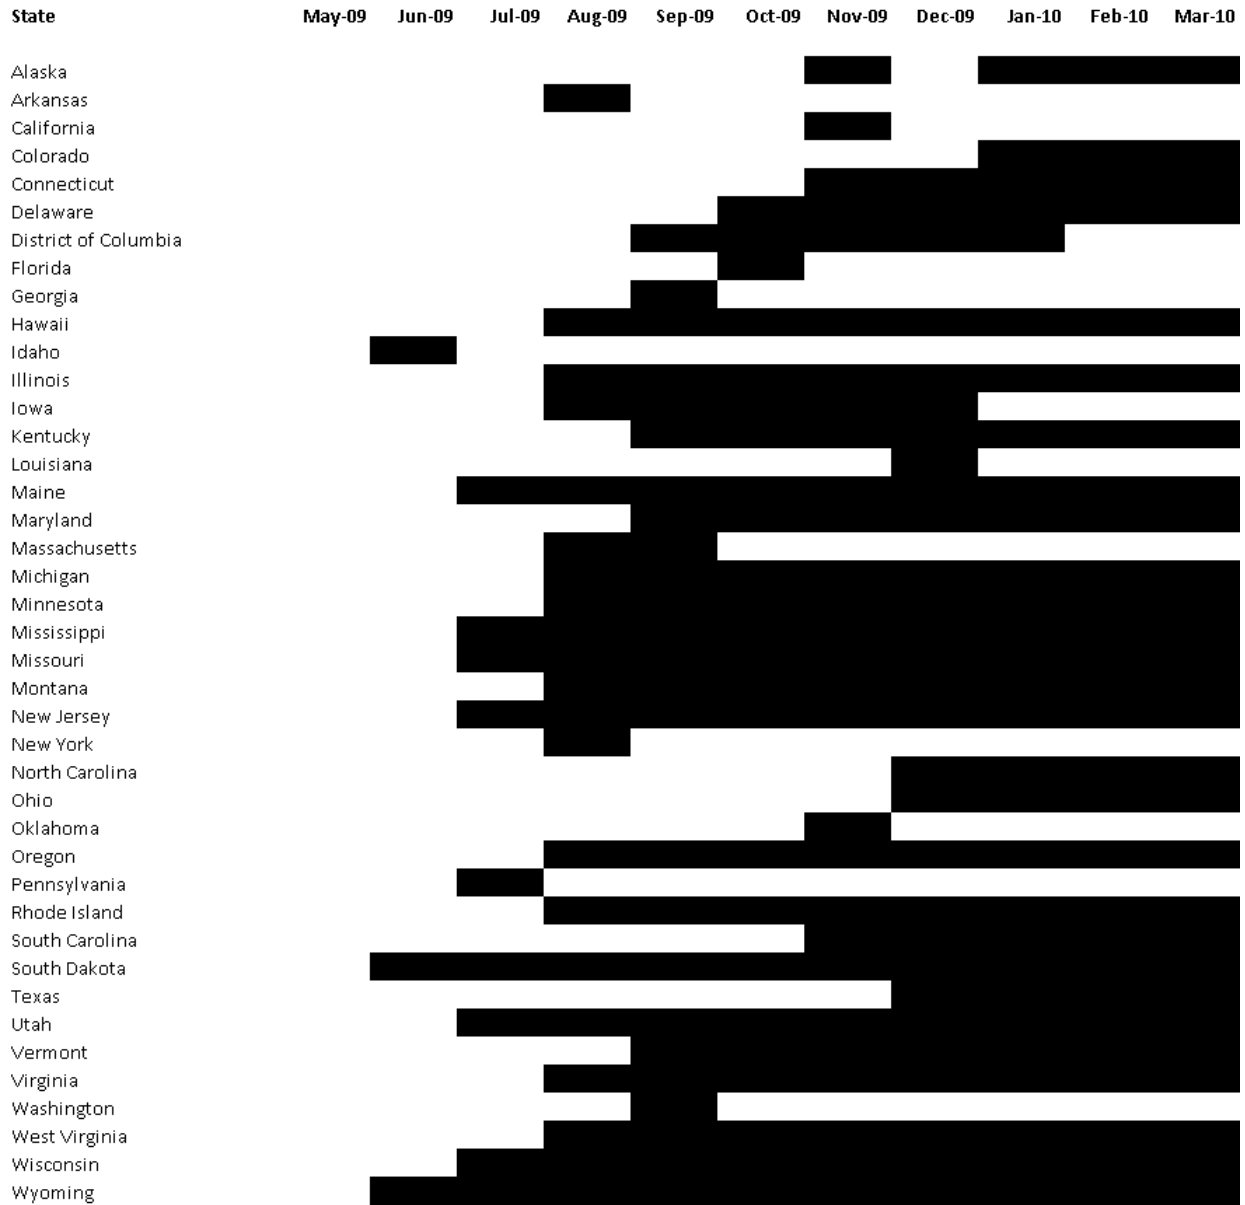 State May-09 Jun-09 Jul-09 Aug-09 Sep-09 Oct-09 Nov-09 Dec-09 Jan-10 Feb-10 Mar-10
Alaska
Arkansas
California
Colorado
Connecticut
Delaware
District of Columbia
Florida
Georgia
Hawaii
Idaho
Illinois
Iowa
Kentucky
Louisiana
Maine
Maryland
Massachusetts
Michigan
Minnesota
Mississippi
Missouri
Montana
New Jersey
New York
North Carolina
Ohio
Oklahoma
Oregon
Pennsylvania
Rhode Island
South Carolina
South Dakota
Texas
Utah
Vermont
Virginia
Washington
West Virginia
Wisconsin
Wyoming